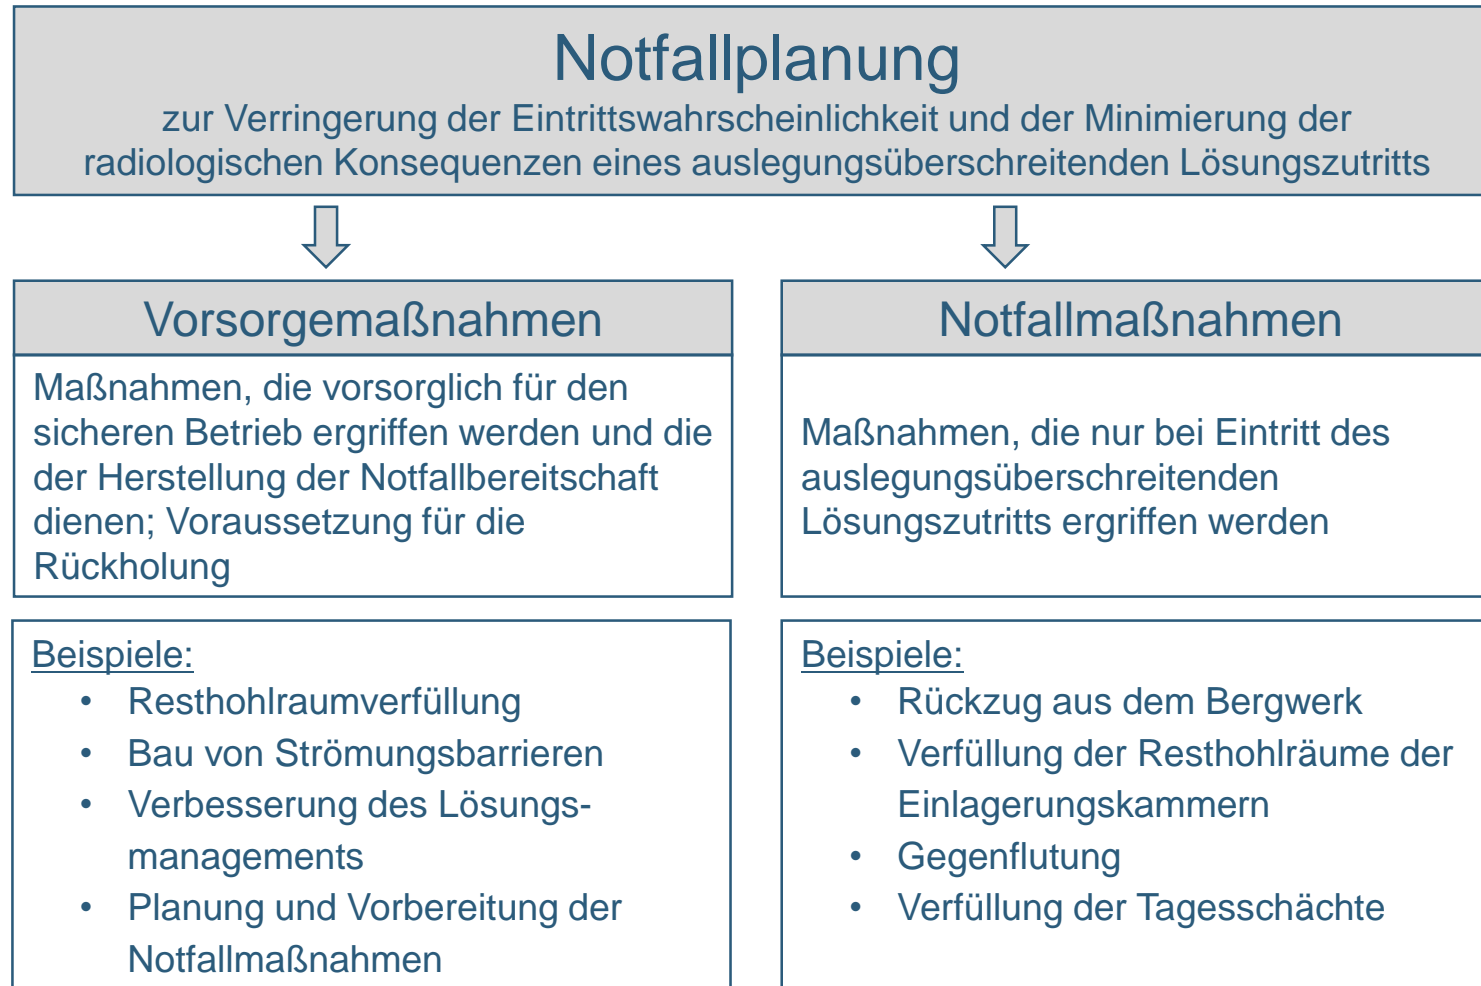 Notfallplanung
zur Verringerung der Eintrittswahrscheinlichkeit und der Minimierung der
radiologischen Konsequenzen eines auslegungsüberschreitenden Lösungszutritts
Vorsorgemaßnahmen
Maßnahmen, die vorsorglich für den
sicheren Betrieb ergriffen werden und die
der Herstellung der Notfallbereitschaft
dienen; Voraussetzung für die
Rückholung
Beispiele:
• Resthohlraumverfüllung
• Bau von Strömungsbarrieren
• Verbesserung des Lösungs-
managements
• Planung und Vorbereitung der
Notfallmaßnahmen
Notfallmaßnahmen
Maßnahmen, die nur bei Eintritt des
auslegungsüberschreitenden
Lösungszutritts ergriffen werden
Beispiele:
• Rückzug aus dem Bergwerk
• Verfüllung der Resthohlräume der
Einlagerungskammern
• Gegenflutung
• Verfüllung der Tagesschächte